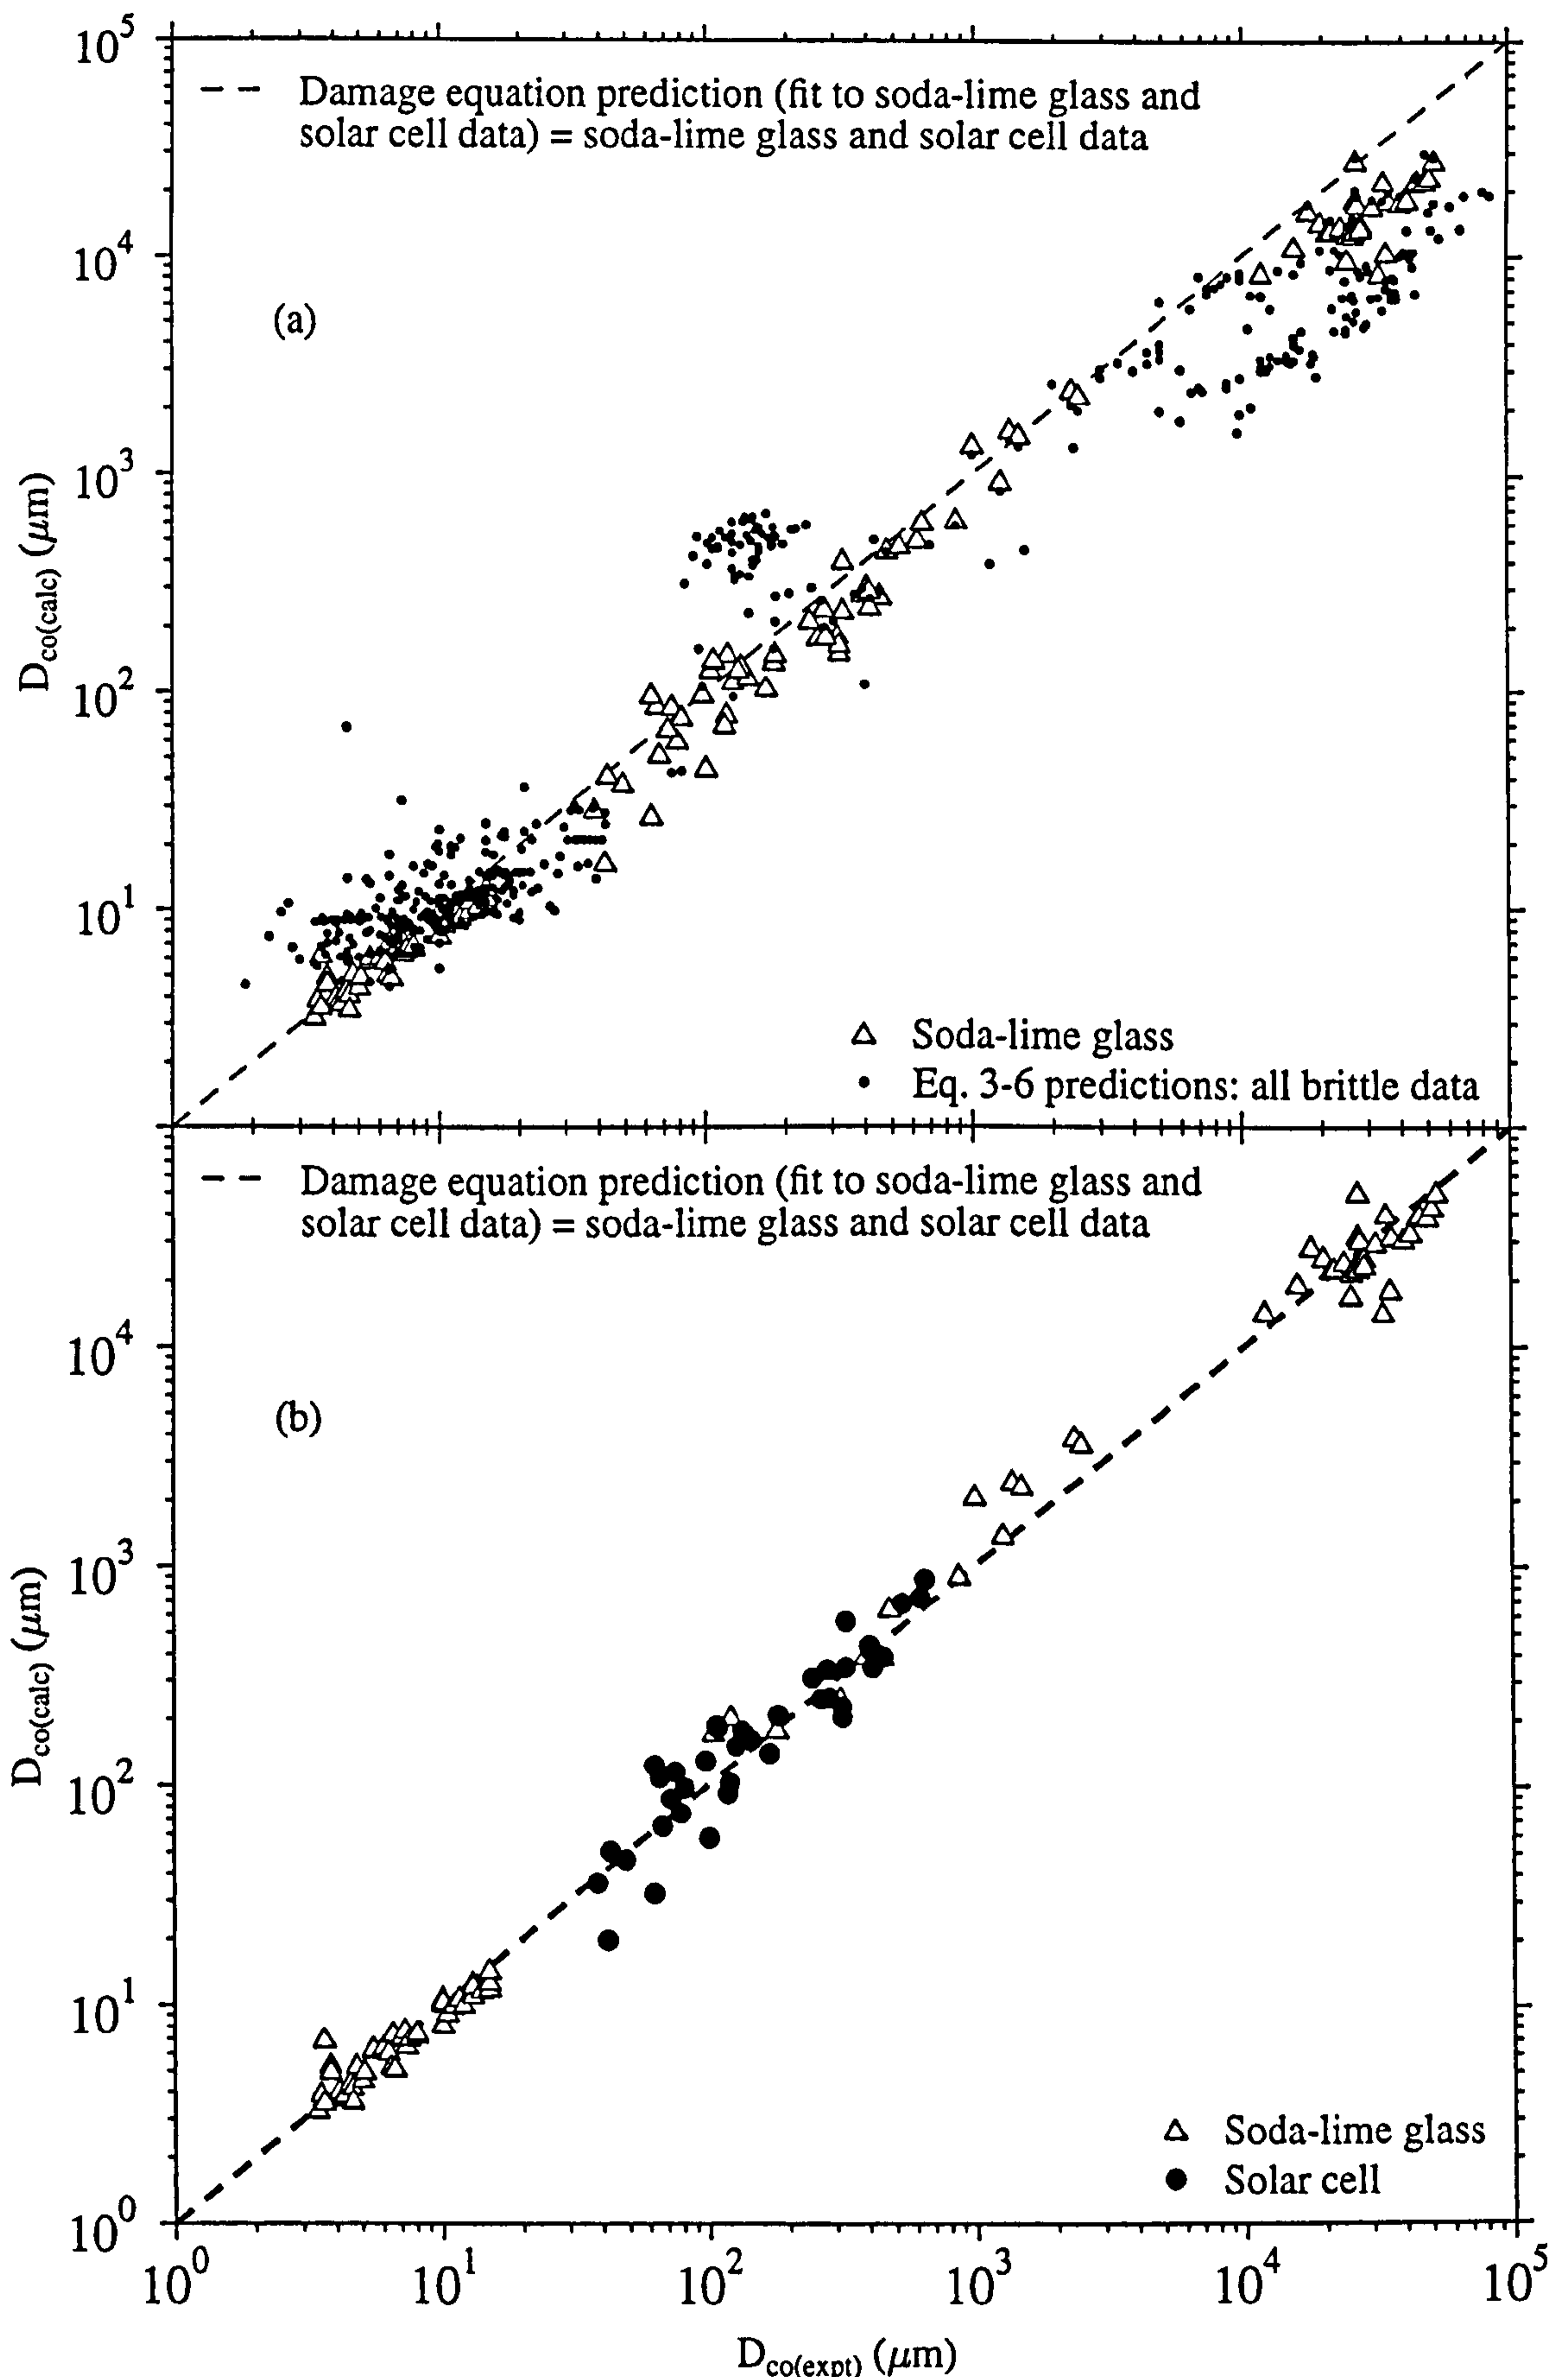 10^5
— — Damage equation prediction (fit to soda-lime glass and
solar cell data) = soda-lime glass and solar cell data
10^4
(a)
10^3
D_co(calc) (μm)
10^2
10^1
△ Soda-lime glass
• Eq. 3-6 predictions: all brittle data
— — Damage equation prediction (fit to soda-lime glass and
solar cell data) = soda-lime glass and solar cell data
10^4
(b)
10^3
D_co(calc) (μm)
10^2
10^1
△ Soda-lime glass
● Solar cell
10^0
10^0 10^1 10^2 10^3 10^4 10^5
D_co(expt) (μm)